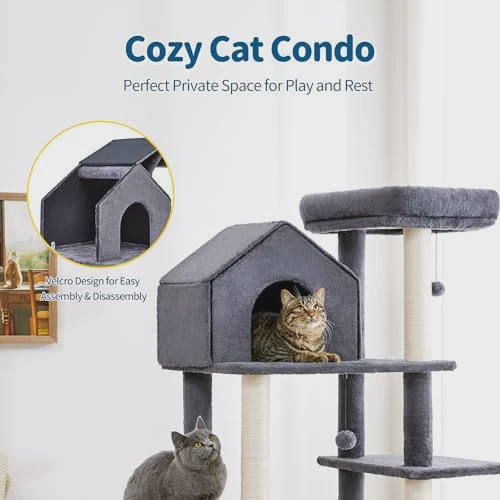 Cozy Cat Condo
Perfect Private Space for Play and Rest
Velcro Design for Easy
Assembly & Disassembly